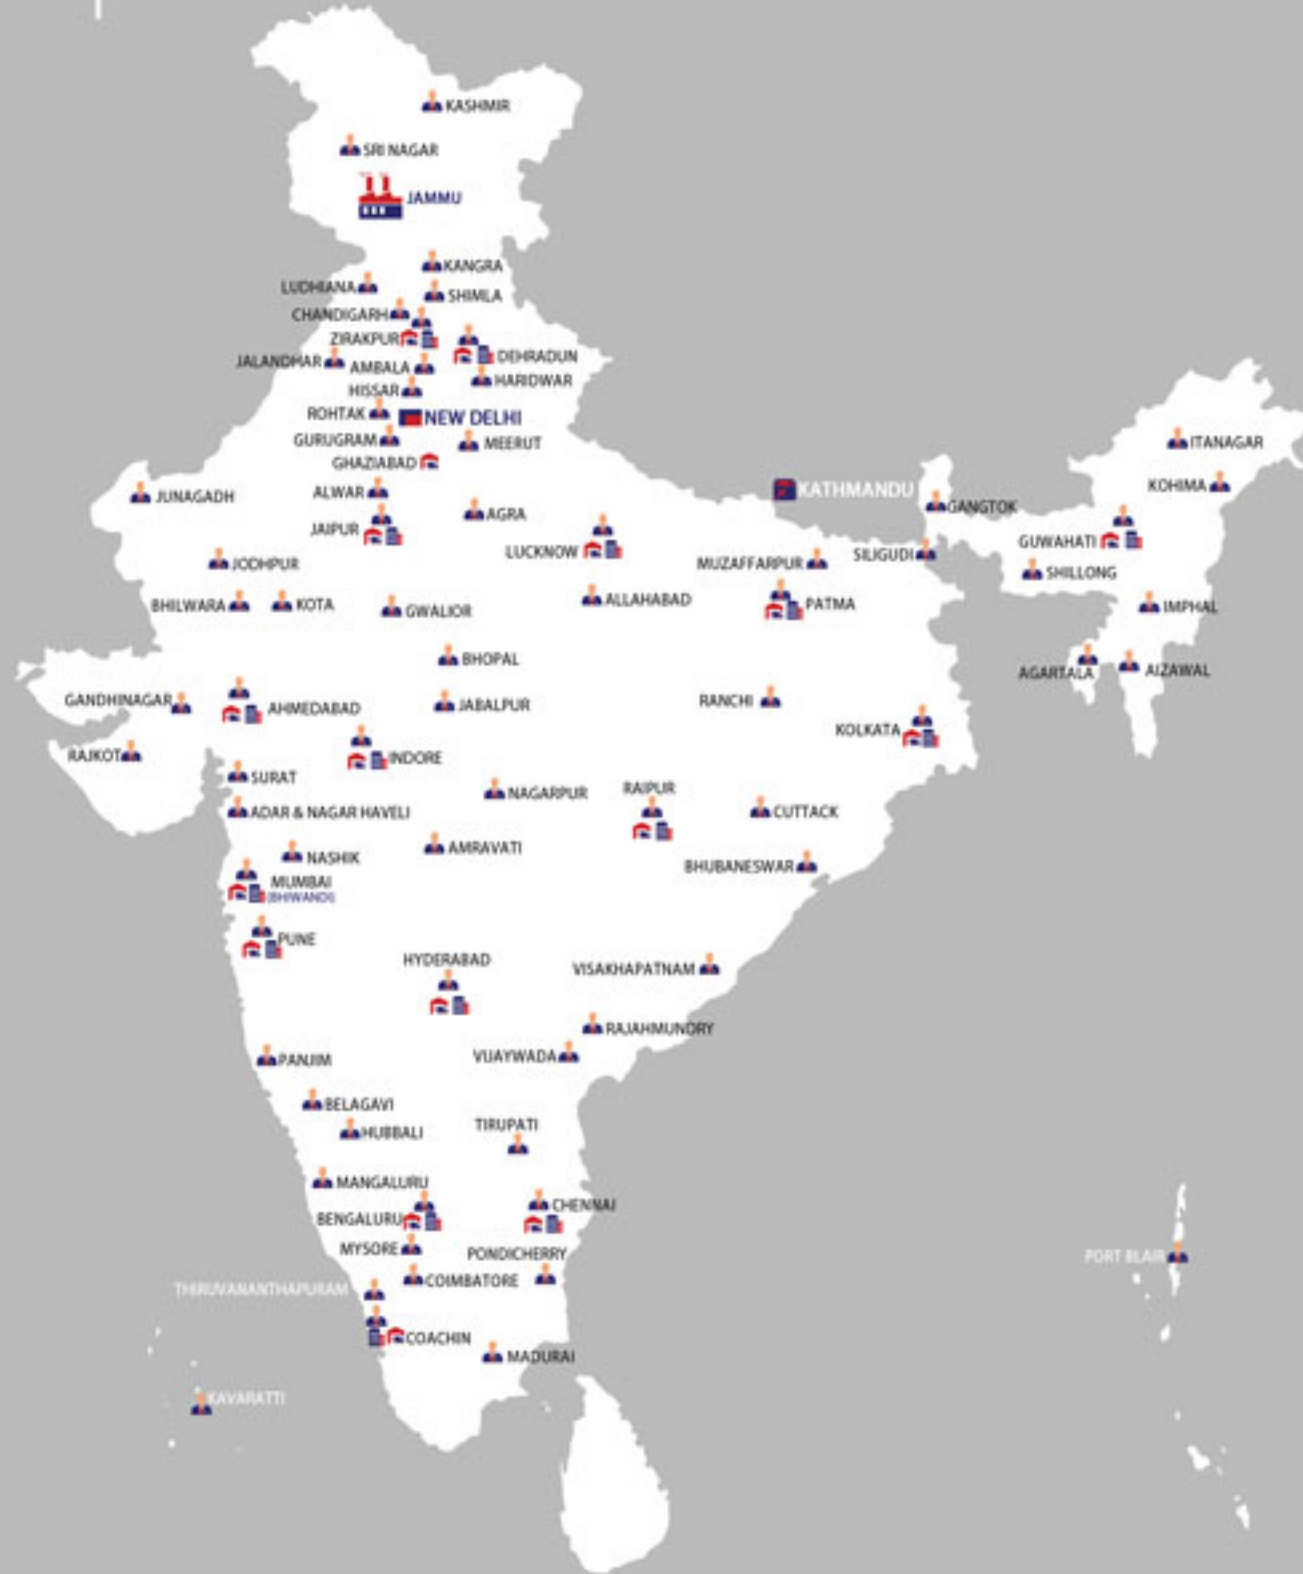 KASHMIR
SRI NAGAR
JAMMU
KANGRA
LUDHIANA
SHIMLA
CHANDIGARH
ZIRAKPUR
DEHRADUN
JALANDHAR
AMBALA
HARIDWAR
HISSAR
ROHTAK
NEW DELHI
GURUGRAM
MEERUT
ITANAGAR
GHAZIABAD
KOHIMA
ALWAR
KATHMANDU
JUNAGADH
GANGTOK
AGRA
JAIPUR
GUWAHATI
LUCKNOW
SILIGUDI
JODHPUR
MUZAFFARPUR
SHILLONG
BHILWARA
KOTA
ALLAHABAD
PATMA
IMPHAL
GWALIOR
BHOPAL
AGARTALA
AIZAWAL
GANDHINAGAR
AHMEDABAD
JABALPUR
RANCHI
KOLKATA
RAJKOT
INDORE
SURAT
NAGARPUR
RAIPUR
ADAR & NAGAR HAVELI
CUTTACK
NASHIK
AMRAVATI
BHUBANESWAR
MUMBAI
(BHIWANDI)
PUNE
HYDERABAD
VISAKHAPATNAM
RAJAHMUNDRY
PANJIM
VIJAYWADA
BELAGAVI
HUBBALI
TIRUPATI
MANGALURU
CHENNAI
BENGALURU
MYSORE
PONDICHERRY
PORT BLAIR
COIMBATORE
THIRUVANANTHAPURAM
COACHIN
MADURAI
KAVARATTI